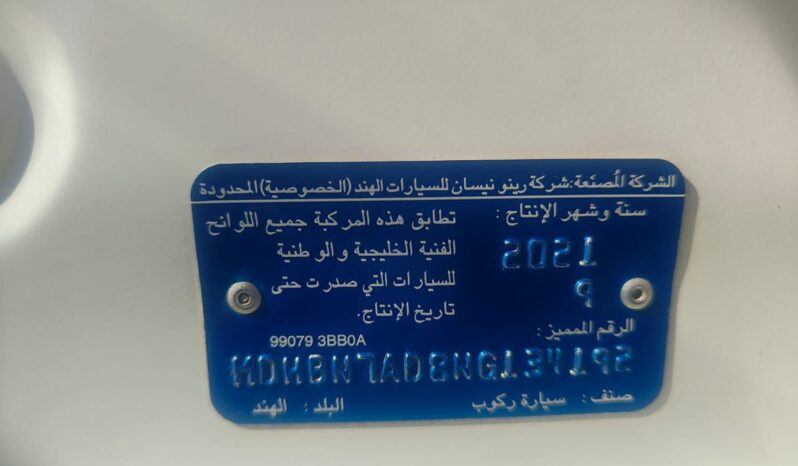 الشركة المُصنّعة: شركة رينو نيسان للسيارات الهند (الخصوصية) المحدودة
سنة وشهر الإنتاج :
2021
9
تطابق هذه المركبة جميع اللوائح
الفنية الخليجية والوطنية
للسيارات التي صدرت حتى
تاريخ الإنتاج.
الرقم المميز :
99079 3BB0A
MDHBN7AD8NG134192
صنف : سيارة ركوب
البلد : الهند